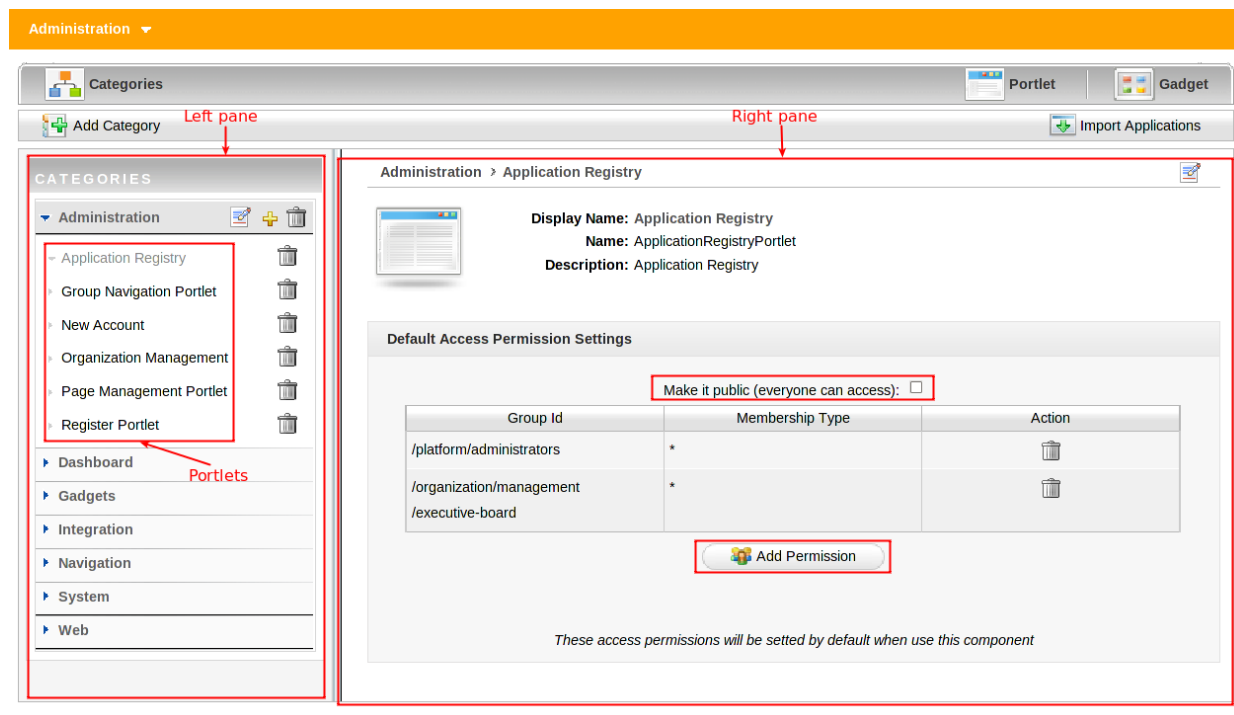 Administration
Categories
Portlet
Gadget
Add Category
Left pane
Right pane
Import Applications
CATEGORIES
Administration
Application Registry
Group Navigation Portlet
New Account
Organization Management
Page Management Portlet
Register Portlet
Portlets
Dashboard
Gadgets
Integration
Navigation
System
Web
Administration > Application Registry
Display Name: Application Registry
Name: ApplicationRegistryPortlet
Description: Application Registry
Default Access Permission Settings
Make it public (everyone can access):
Group Id Membership Type Action
/platform/administrators *
/organization/management *
/executive-board
Add Permission
These access permissions will be setted by default when use this component